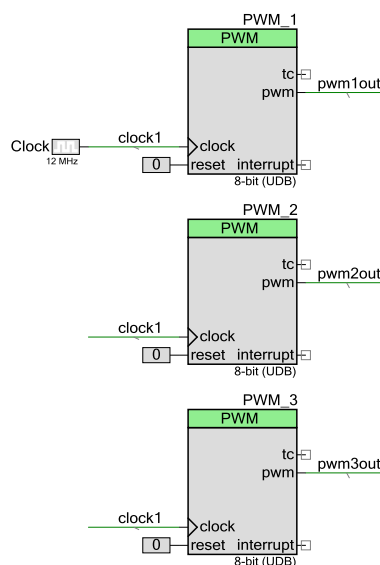 PWM_1
PWM
tc
pwm
pwm1out
Clock
12 MHz
clock1
clock
0
reset
interrupt
8-bit (UDB)
PWM_2
PWM
tc
pwm
pwm2out
clock1
clock
0
reset
interrupt
8-bit (UDB)
PWM_3
PWM
tc
pwm
pwm3out
clock1
clock
0
reset
interrupt
8-bit (UDB)